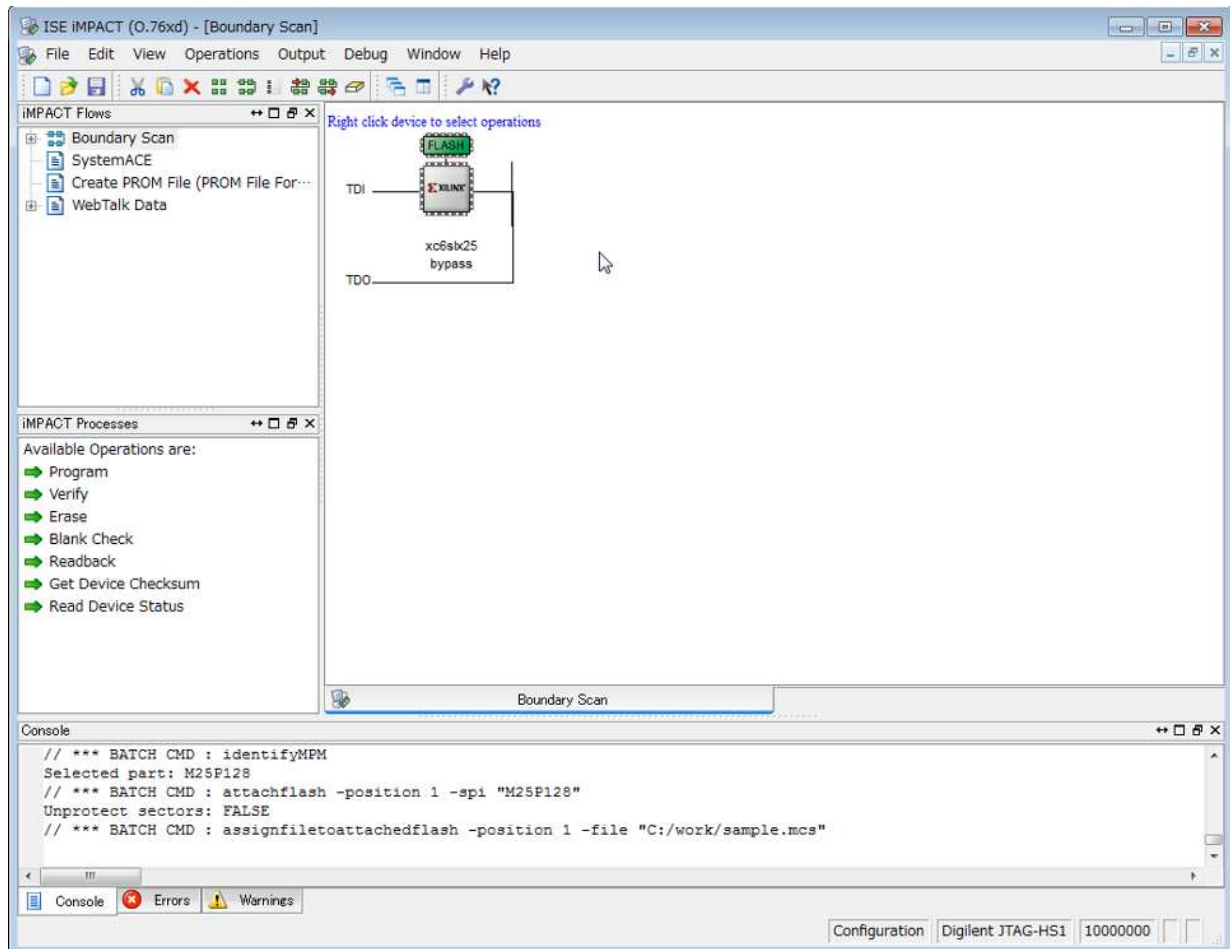 ISE iMPACT (O.76xd) - [Boundary Scan]
File Edit View Operations Output Debug Window Help
iMPACT Flows
Boundary Scan
SystemACE
Create PROM File (PROM File For...
WebTalk Data
Right click device to select operations
FLASH
TDI
XILINX
xc6slx25
bypass
TDO
iMPACT Processes
Available Operations are:
Program
Verify
Erase
Blank Check
Readback
Get Device Checksum
Read Device Status
Boundary Scan
Console
// *** BATCH CMD : identifyMPM
Selected part: M25P128
// *** BATCH CMD : attachflash -position 1 -spi "M25P128"
Unprotect sectors: FALSE
// *** BATCH CMD : assignfiletoattachedflash -position 1 -file "C:/work/sample.mcs"
Console Errors Warnings
Configuration Digilent JTAG-HS1 10000000